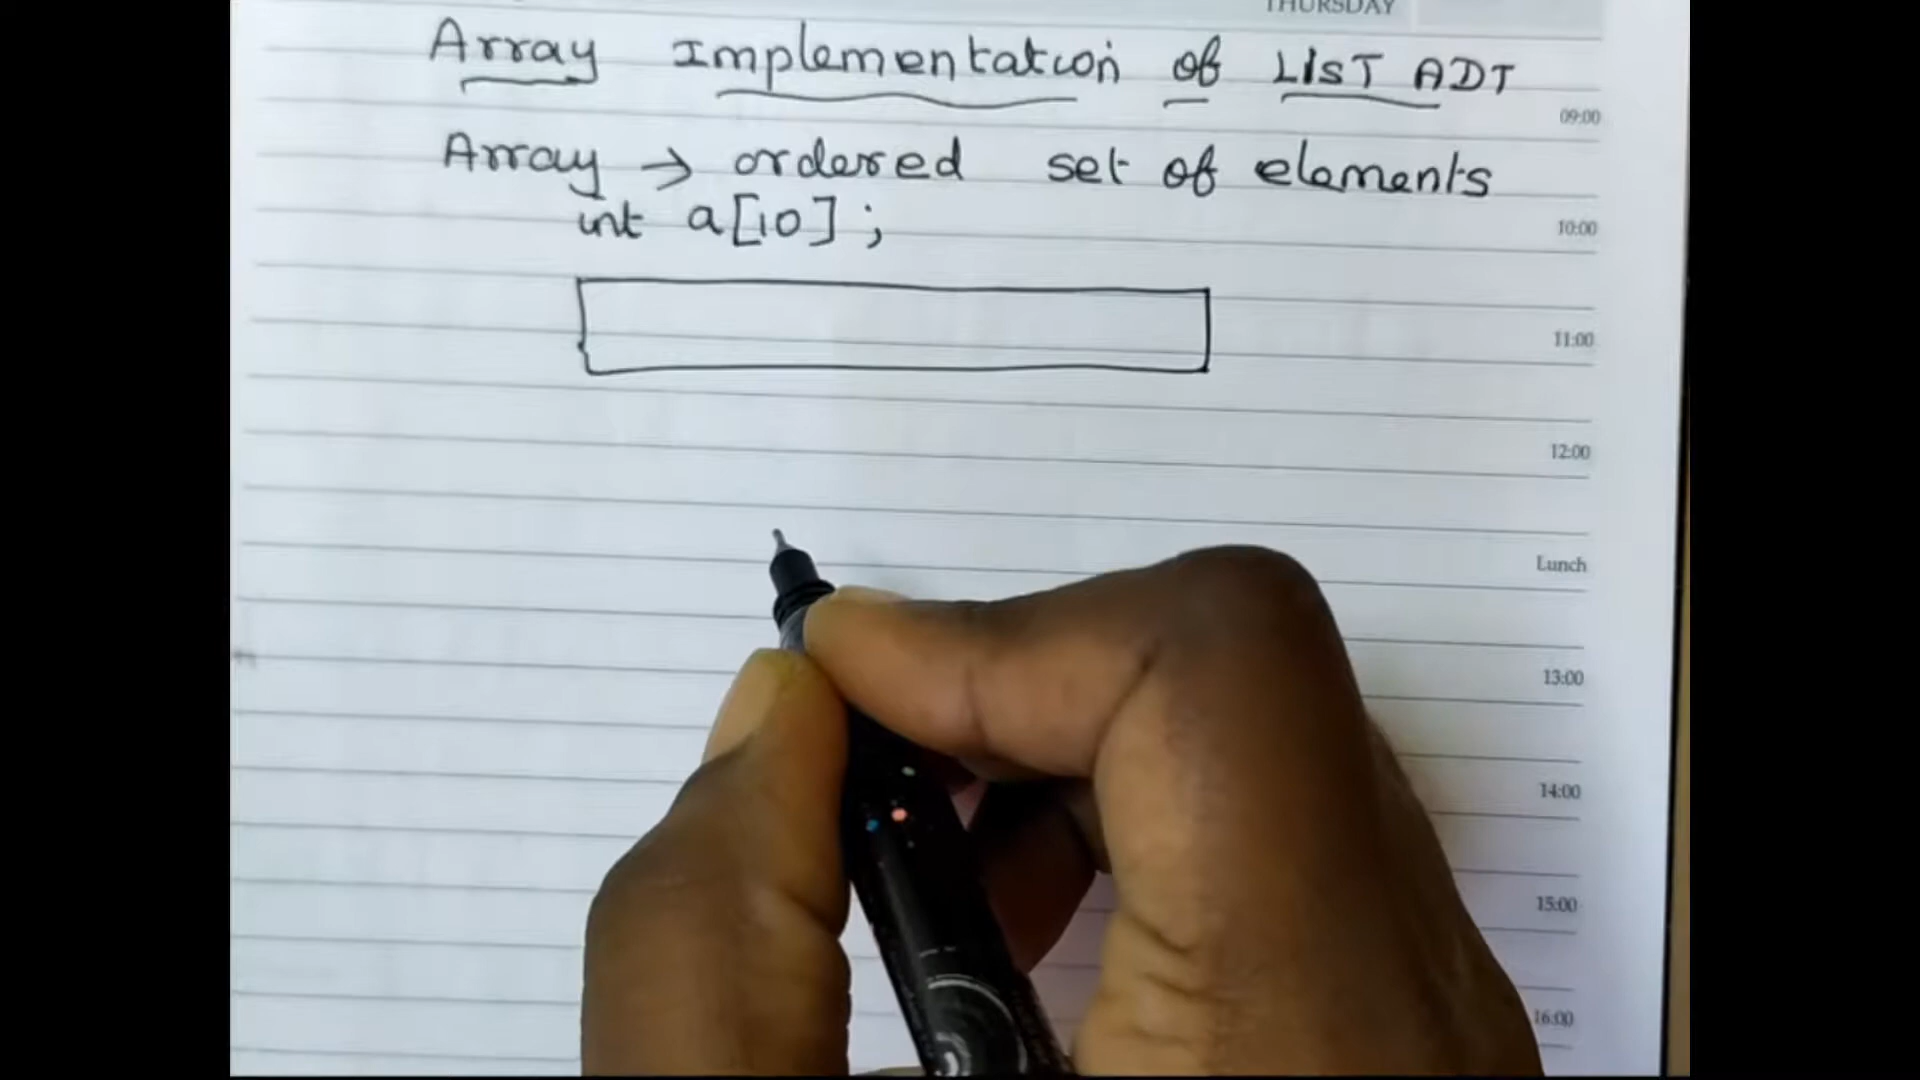 THURSDAY
Array Implementation of LIST ADT
09:00
Array → ordered set of elements
int a[10];
10:00
11:00
12:00
Lunch
13:00
14:00
15:00
16:00